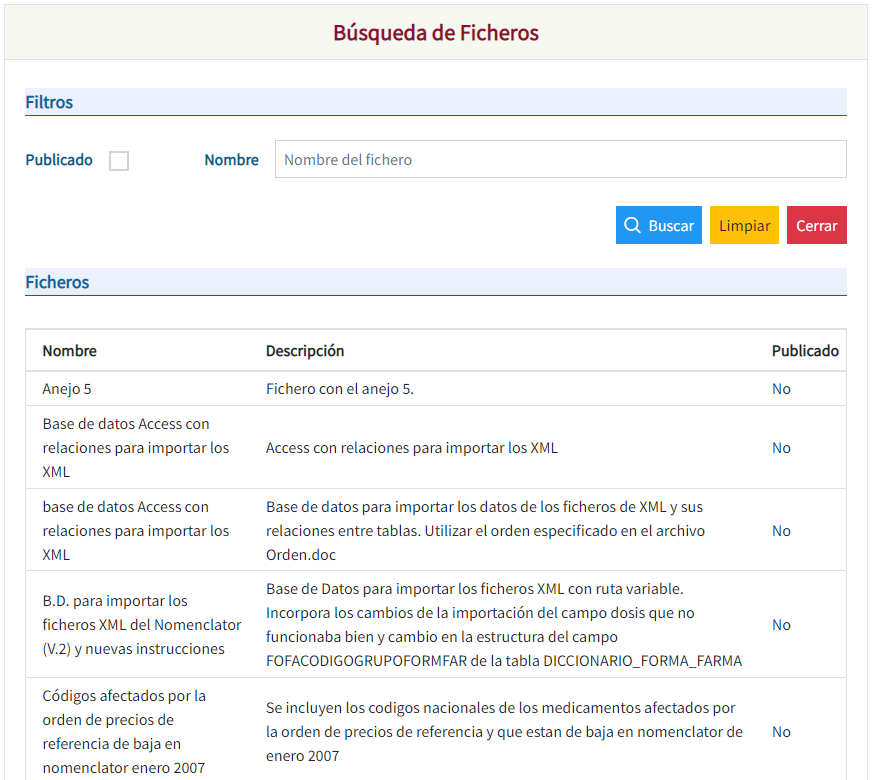 Búsqueda de Ficheros
Filtros
Publicado
Nombre
Nombre del fichero
Buscar
Limpiar
Cerrar
Ficheros
Nombre
Descripción
Publicado
Anejo 5
Fichero con el anejo 5.
No
Base de datos Access con
relaciones para importar los
XML
Access con relaciones para importar los XML
No
base de datos Access con
relaciones para importar los
XML
Base de datos para importar los datos de los ficheros de XML y sus
relaciones entre tablas. Utilizar el orden especificado en el archivo
Orden.doc
No
B.D. para importar los
ficheros XML del Nomenclator
(V.2) y nuevas instrucciones
Base de Datos para importar los ficheros XML con ruta variable.
Incorpora los cambios de la importación del campo dosis que no
funcionaba bien y cambio en la estructura del campo
FOFACODIGOGRUPOFORMFAR de la tabla DICCIONARIO_FORMA_FARMA
No
Códigos afectados por la
orden de precios de
referencia de baja en
nomenclator enero 2007
Se incluyen los codigos nacionales de los medicamentos afectados por
la orden de precios de referencia y que estan de baja en nomenclator de
enero 2007
No